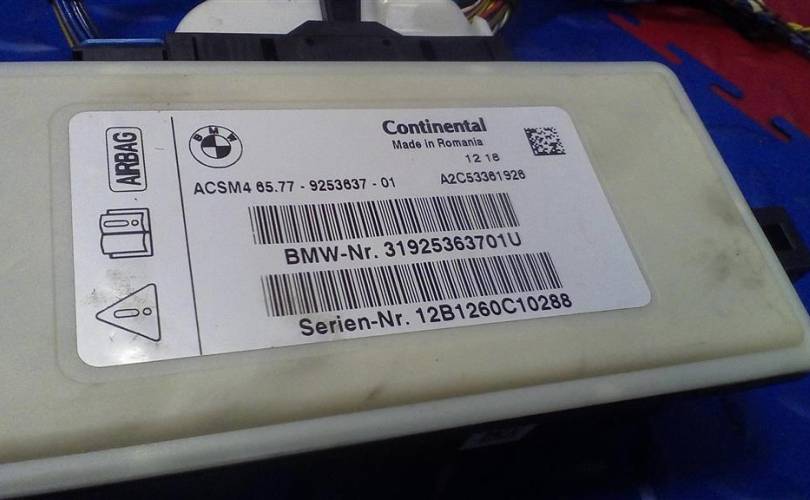 AIRBAG
BMW
Continental
Made in Romania
12 16
ACSM4 65.77 - 9253637 - 01 A2C53361926
BMW-Nr. 31925363701U
Serien-Nr. 12B1260C10288